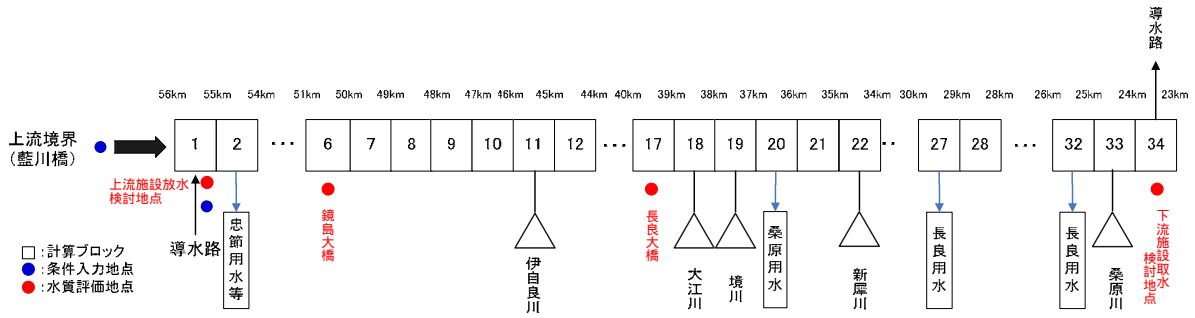 導水路
56km 55km 54km 51km 50km 49km 48km 47km 46km 45km 44km 40km 39km 38km 37km 36km 35km 34km 30km 29km 28km 26km 25km 24km 23km
上流境界
(藍川橋)
1 2 ・・・ 6 7 8 9 10 11 12 ・・・ 17 18 19 20 21 22 ・・ 27 28 ・・・ 32 33 34
上流施設放水
検討地点
導水路
忠節用水等
鏡島大橋
伊自良川
長良大橋
大江川
境川
桑原用水
新犀川
長良用水
長良用水
桑原川
下流施設取水
検討地点
:計算ブロック
:条件入力地点
:水質評価地点